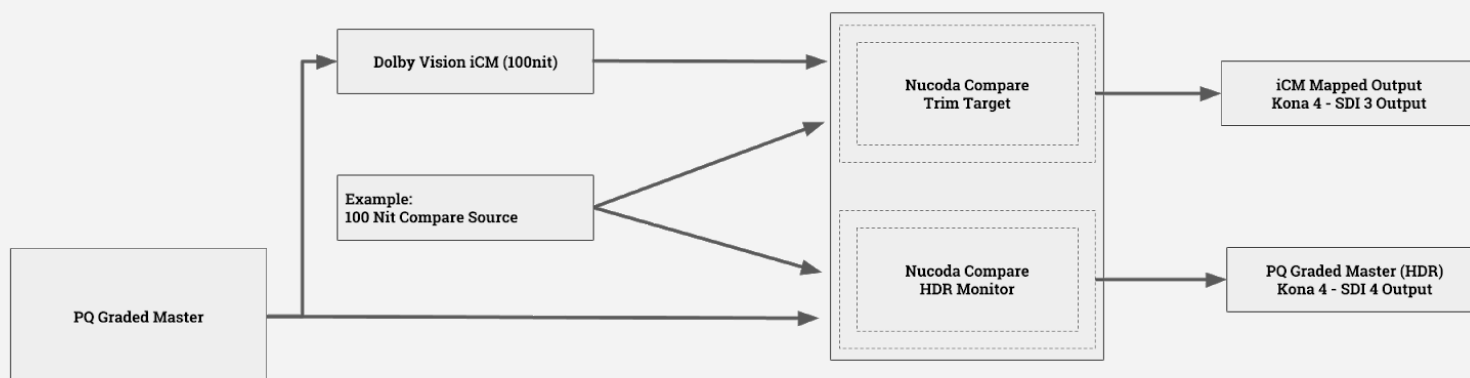 Dolby Vision iCM (100nit)
Nucoda Compare
Trim Target
iCM Mapped Output
Kona 4 - SDI 3 Output
Example:
100 Nit Compare Source
PQ Graded Master
Nucoda Compare
HDR Monitor
PQ Graded Master (HDR)
Kona 4 - SDI 4 Output